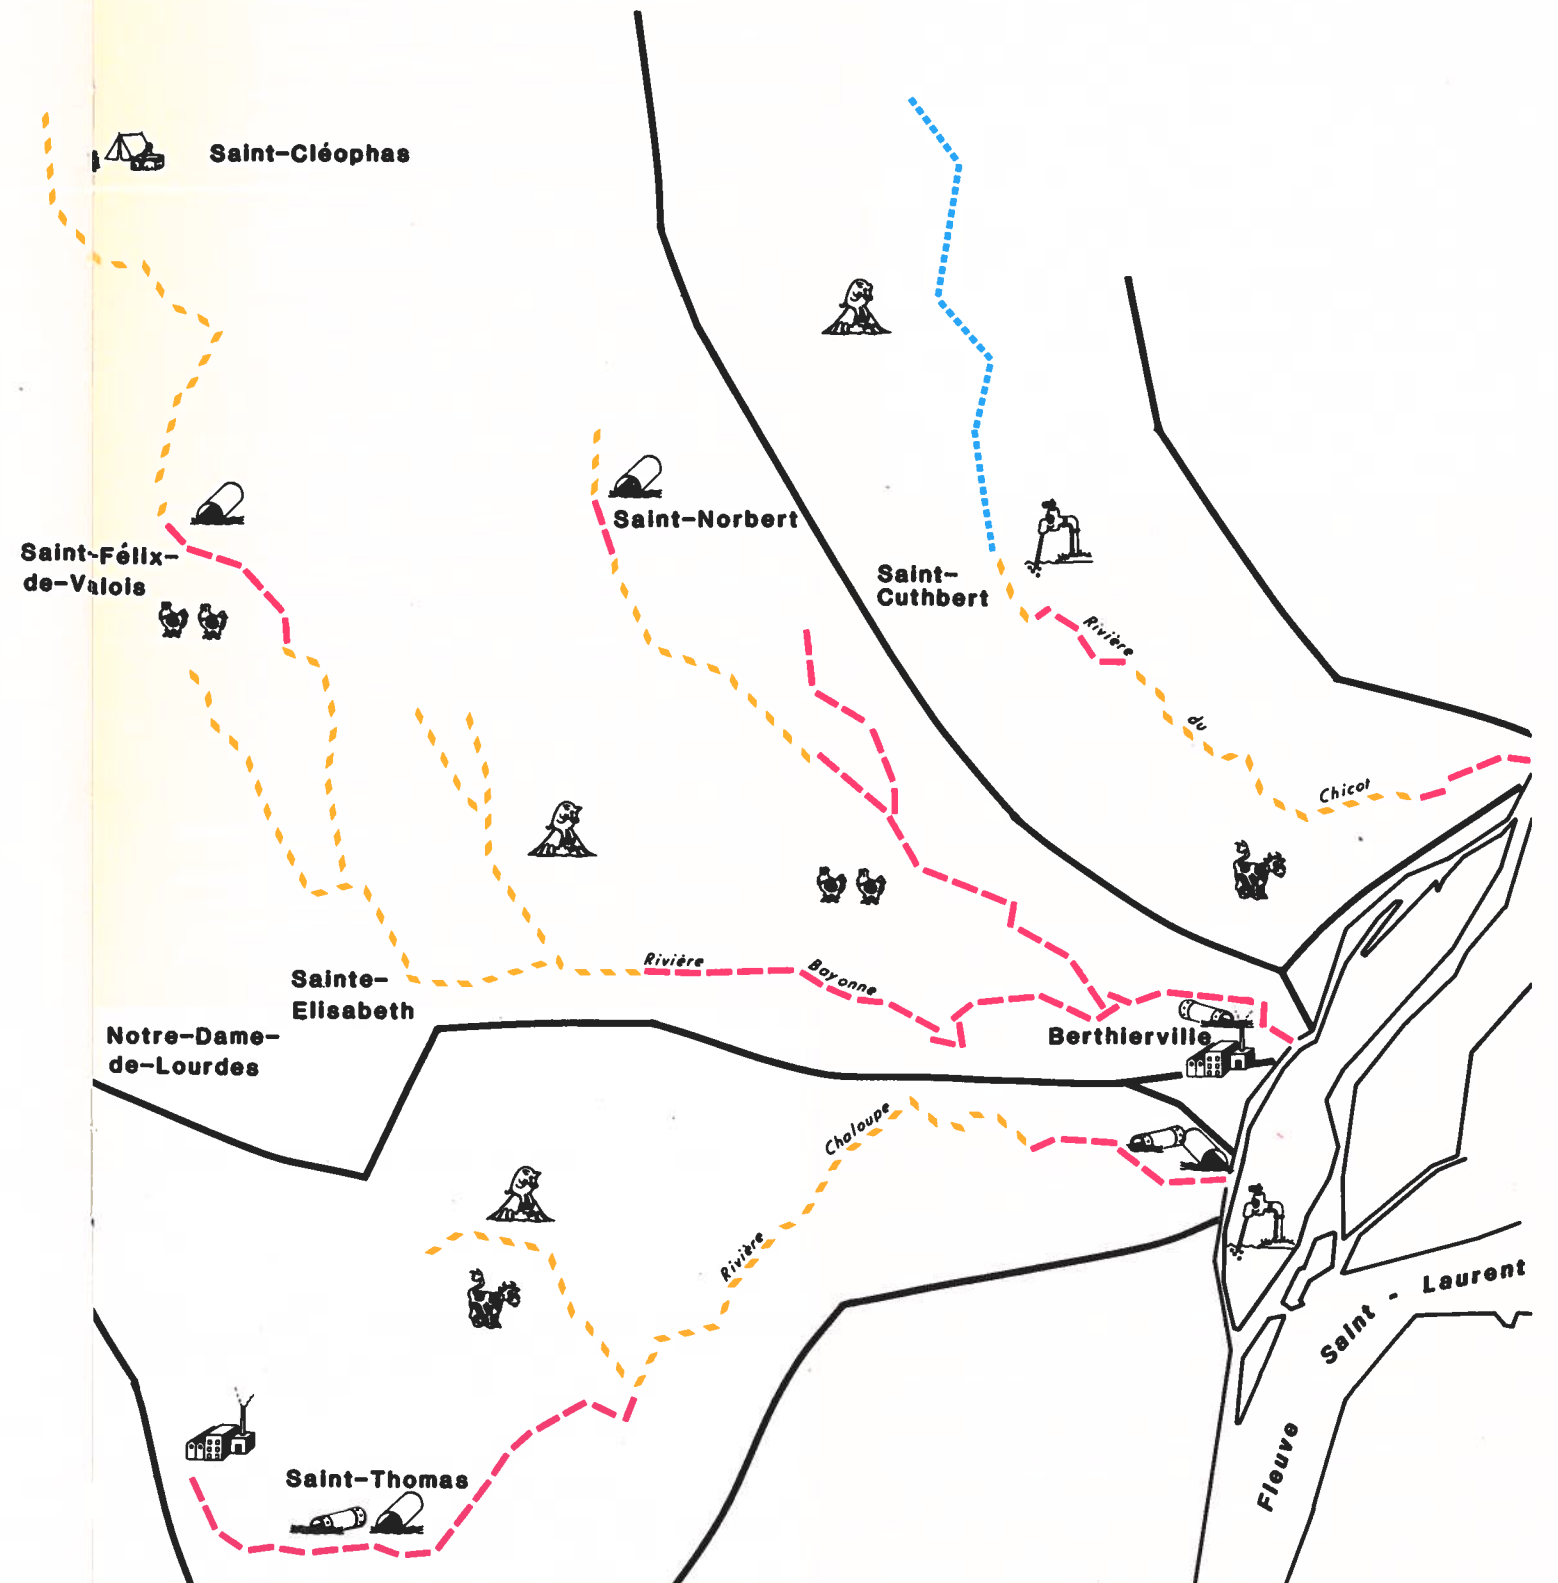 Saint-Cléophas
Saint-Norbert
Saint-Félix-
de-Valois
Saint-
Cuthbert
Rivière
du
Chicot
Rivière
Bayonne
Sainte-
Elisabeth
Notre-Dame-
de-Lourdes
Berthierville
Chaloupe
Rivière
Saint - Laurent
Fleuve
Saint-Thomas